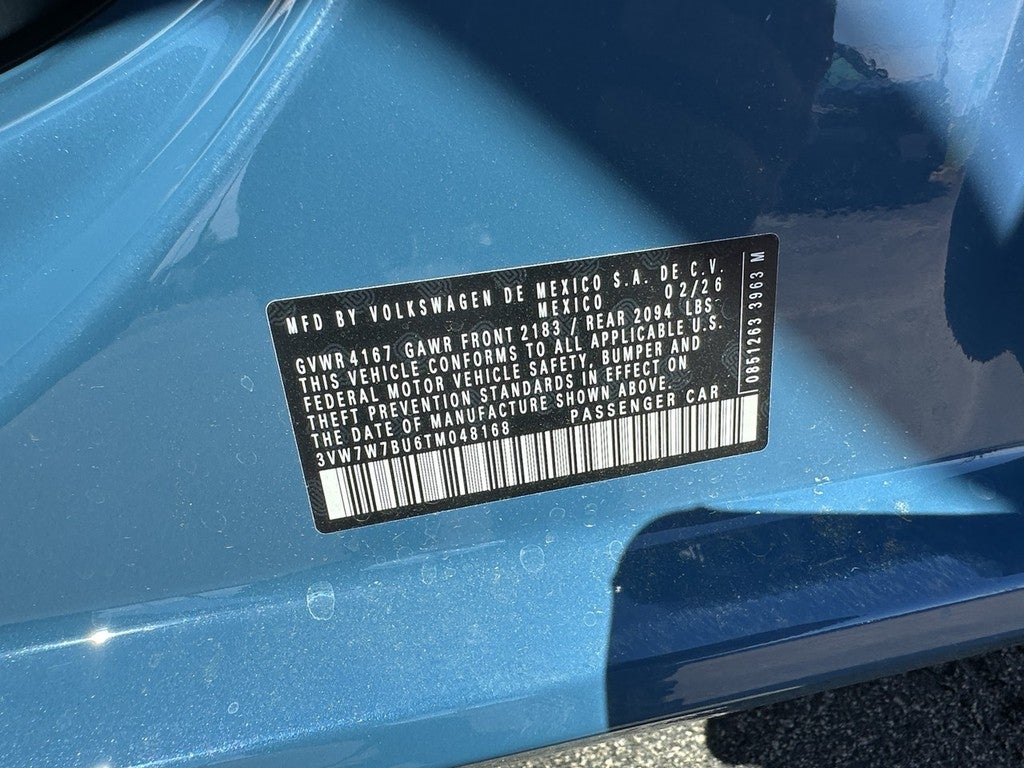 MFD BY VOLKSWAGEN DE MEXICO S.A. DE C.V.
MEXICO 02/26
GVWR 4167 GAWR FRONT 2183 / REAR 2094 LBS
THIS VEHICLE CONFORMS TO ALL APPLICABLE U.S.
FEDERAL MOTOR VEHICLE SAFETY, BUMPER AND
THEFT PREVENTION STANDARDS IN EFFECT ON
THE DATE OF MANUFACTURE SHOWN ABOVE.
3VW7W7BU6TM048168 PASSENGER CAR
0851263 3963 M